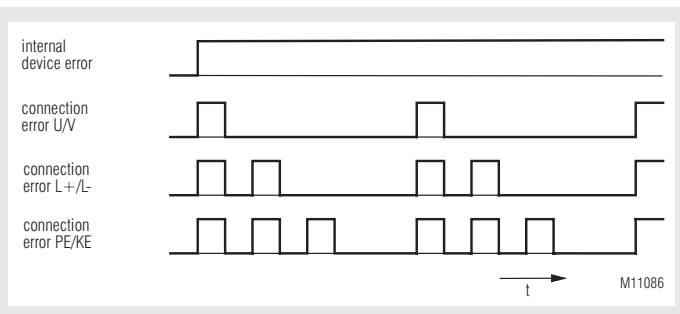 internal
device error
connection
error U/V
connection
error L+/L-
connection
error PE/KE
t
M11086